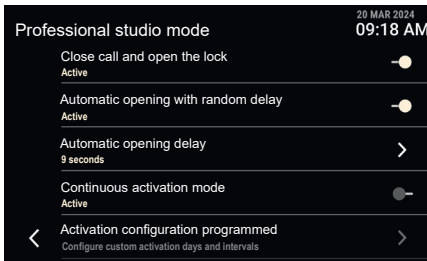 20 MAR 2024
Professional studio mode
09:18 AM
Close call and open the lock
Active
Automatic opening with random delay
Active
Automatic opening delay
9 seconds
Continuous activation mode
Active
Activation configuration programmed
Configure custom activation days and intervals